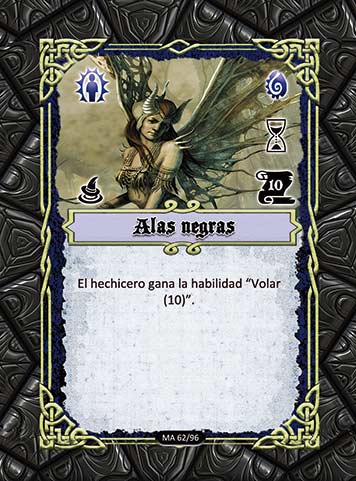 10
Alas negras
El hechicero gana la habilidad “Volar
(10)”.
MA 62/96